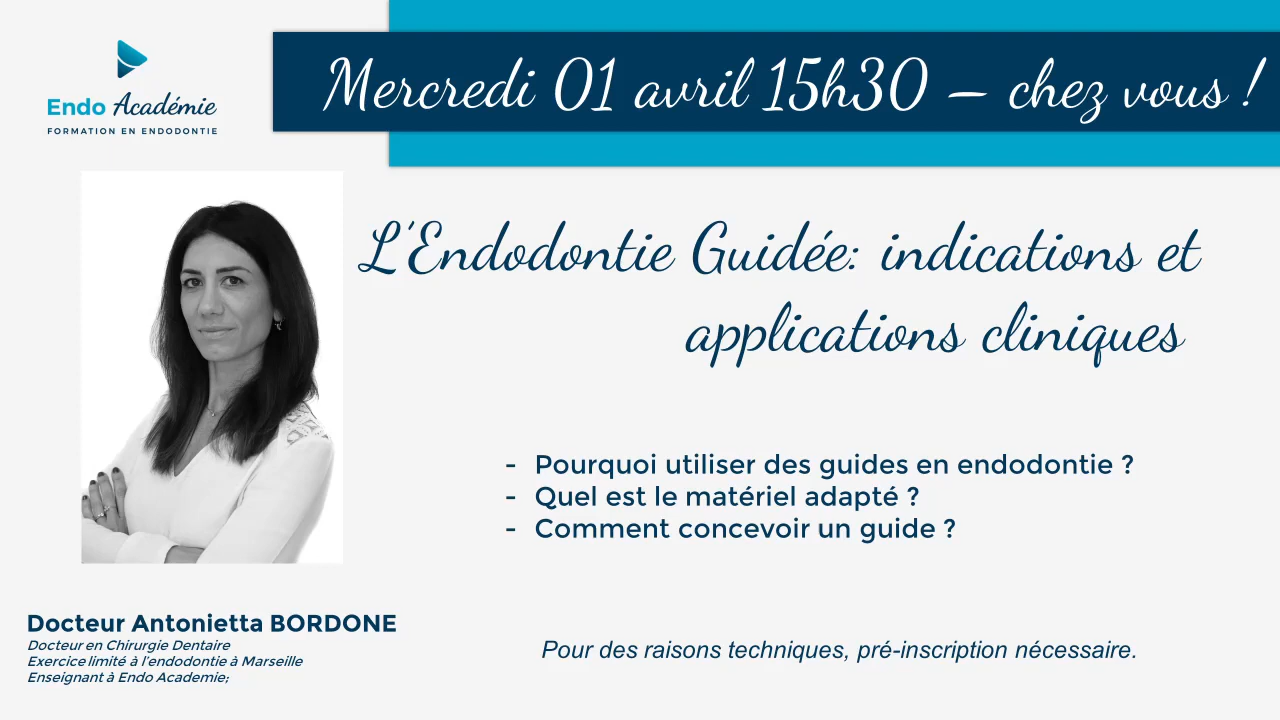 Endo Académie
FORMATION EN ENDODONTIE
Mercredi 01 avril 15h30 – chez vous !
L'Endodontie Guidée: indications et
applications cliniques
- Pourquoi utiliser des guides en endodontie ?
- Quel est le matériel adapté ?
- Comment concevoir un guide ?
Docteur Antonietta BORDONE
Docteur en Chirurgie Dentaire
Exercice limité à l'endodontie à Marseille
Enseignant à Endo Academie;
Pour des raisons techniques, pré-inscription nécessaire.